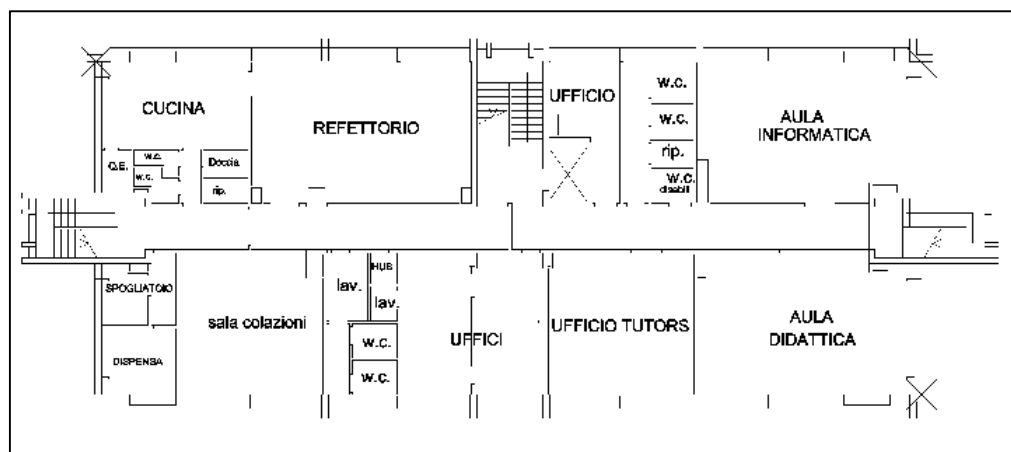 CUCINA
REFETTORIO
UFFICIO
w.c.
w.c.
rip.
w.c.
disabili
AULA
INFORMATICA
Q.E.
w.c.
w.c.
Doccia
rip.
SPOGLIATOIO
DISPENSA
sala colazioni
lav.
HUB
lav.
w.c.
w.c.
UFFICI
UFFICIO TUTORS
AULA
DIDATTICA